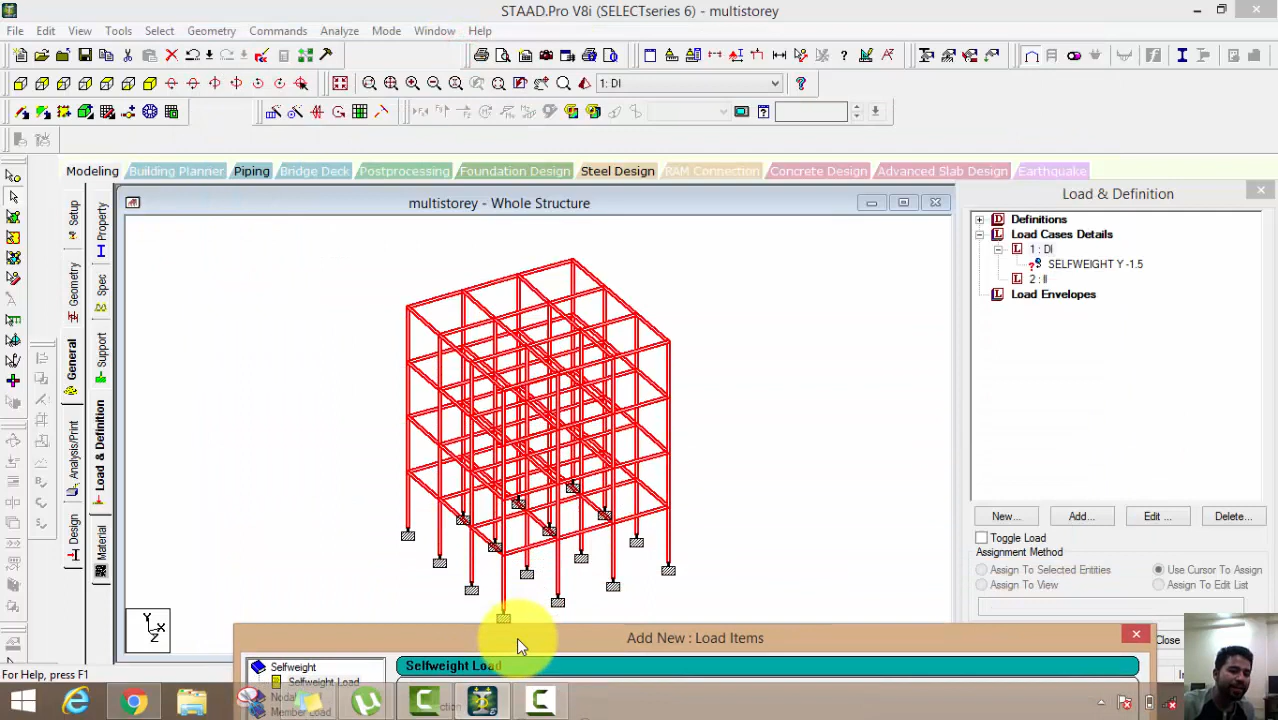 STAAD.Pro V8i (SELECTseries 6) - multistorey
File Edit View Tools Select Geometry Commands Analyze Mode Window Help
1: Dl
Modeling Building Planner Piping Bridge Deck Postprocessing Foundation Design Steel Design RAM Connection Concrete Design Advanced Slab Design Earthquake
multistorey - Whole Structure
Load & Definition
Setup
Geometry
General
Analysis/Print
Design
Property
Spec
Support
Load & Definition
Material
Definitions
Load Cases Details
1 : Dl
SELFWEIGHT Y -1.5
2 : ll
Load Envelopes
New... Add... Edit ... Delete...
Toggle Load
Assignment Method
Assign To Selected Entities Use Cursor To Assign
Assign To View Assign To Edit List
Close
Y
X
Z
Add New : Load Items
Selfweight
Selfweight Load
Selfweight Load
Member Load
For Help, press F1